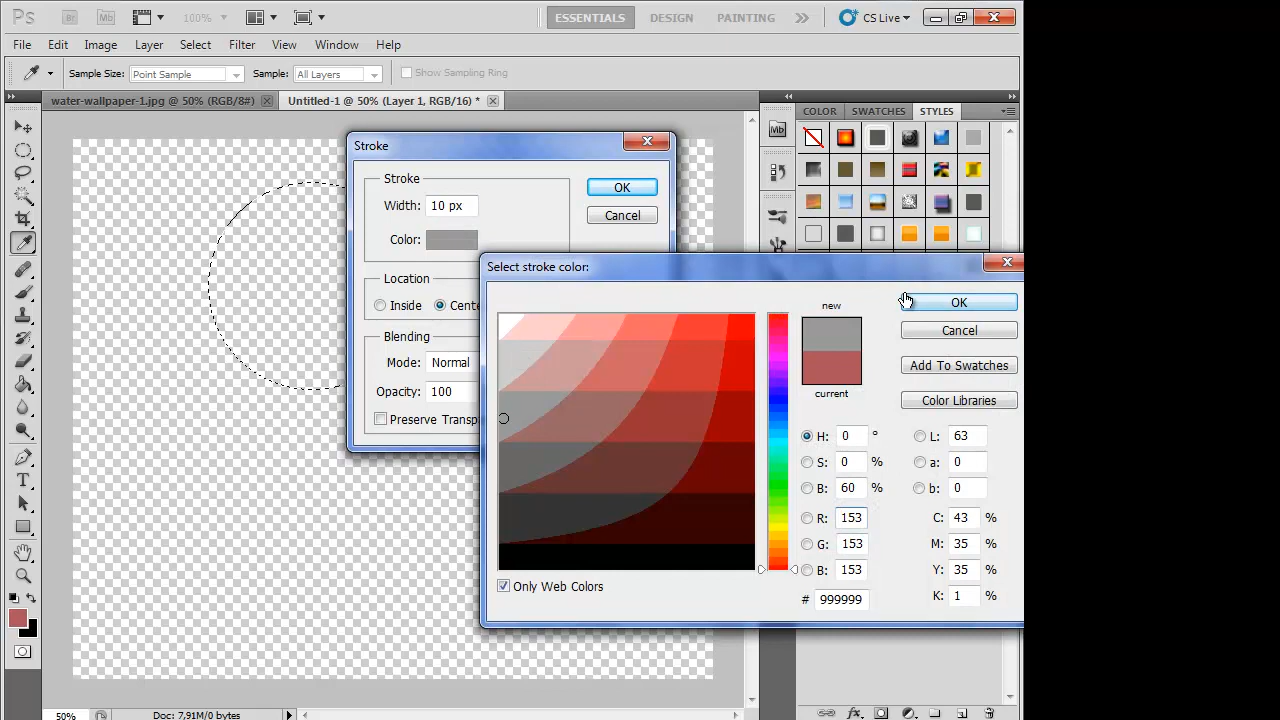 Ps Br Mb 100% ESSENTIALS DESIGN PAINTING CS Live
File Edit Image Layer Select Filter View Window Help
Sample Size: Point Sample Sample: All Layers Show Sampling Ring
water-wallpaper-1.jpg @ 50% (RGB/8#) Untitled-1 @ 50% (Layer 1, RGB/16) *
COLOR SWATCHES STYLES
Mb
Stroke
Stroke
Width: 10 px
Color:
OK
Cancel
Location
Inside Cente
Blending
Mode: Normal
Opacity: 100
Preserve Transp
Select stroke color:
new
current
OK
Cancel
Add To Swatches
Color Libraries
H: 0 °
S: 0 %
B: 60 %
R: 153
G: 153
B: 153
# 999999
L: 63
a: 0
b: 0
C: 43 %
M: 35 %
Y: 35 %
K: 1 %
Only Web Colors
T
50% Doc: 7,91M/0 bytes
fx